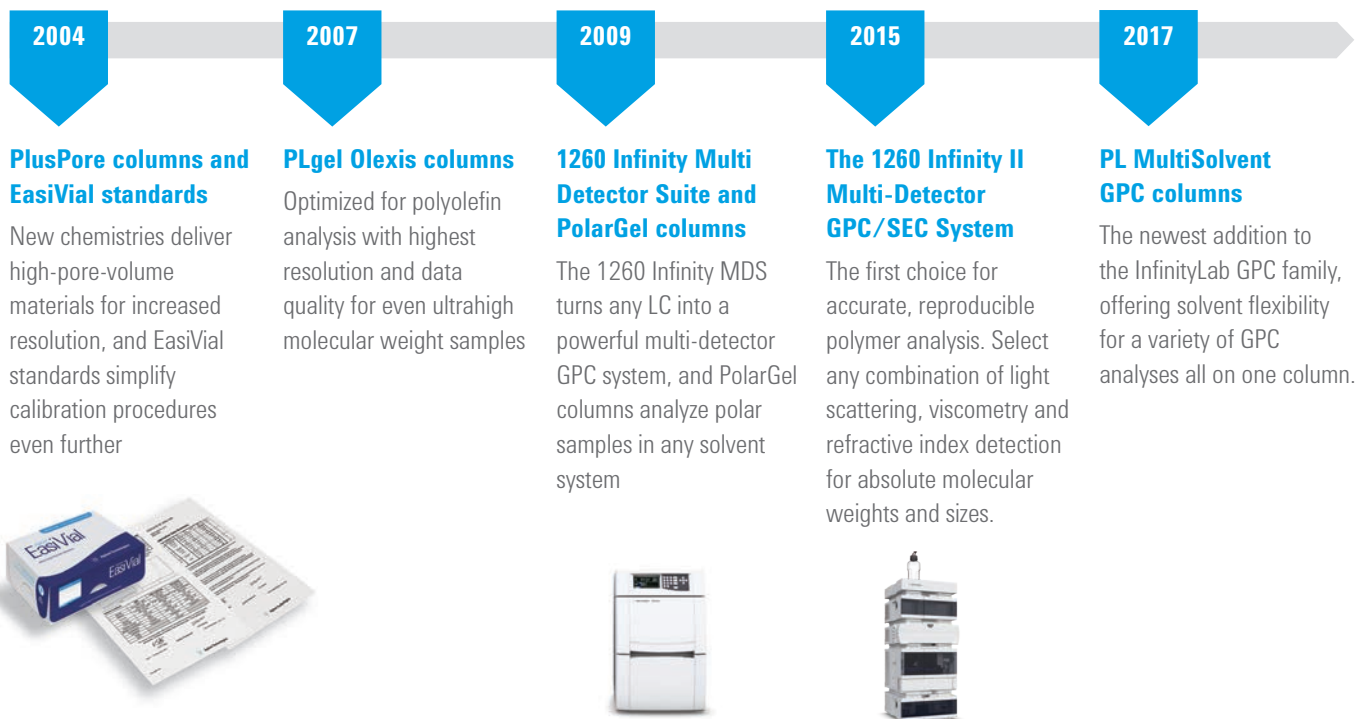 2004
2007
2009
2015
2017
PlusPore columns and
EasiVial standards
New chemistries deliver
high-pore-volume
materials for increased
resolution, and EasiVial
standards simplify
calibration procedures
even further
PLgel Olexis columns
Optimized for polyolefin
analysis with highest
resolution and data
quality for even ultrahigh
molecular weight samples
1260 Infinity Multi
Detector Suite and
PolarGel columns
The 1260 Infinity MDS
turns any LC into a
powerful multi-detector
GPC system, and PolarGel
columns analyze polar
samples in any solvent
system
The 1260 Infinity II
Multi-Detector
GPC/SEC System
The first choice for
accurate, reproducible
polymer analysis. Select
any combination of light
scattering, viscometry and
refractive index detection
for absolute molecular
weights and sizes.
PL MultiSolvent
GPC columns
The newest addition to
the InfinityLab GPC family,
offering solvent flexibility
for a variety of GPC
analyses all on one column.
EasiVial
EasiVial